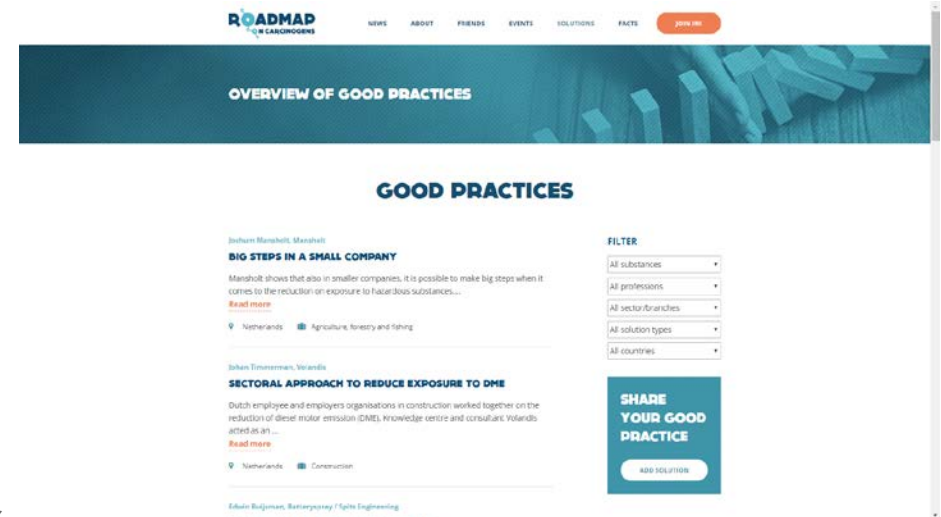 ROADMAP
ON CARCINOGENS
NEWS ABOUT FRIENDS EVENTS SOLUTIONS FACTS JOIN IN!
OVERVIEW OF GOOD PRACTICES
GOOD PRACTICES
Jochum Mansholt, Mansholt
BIG STEPS IN A SMALL COMPANY
Mansholt shows that also in smaller companies, it is possible to make big steps when it
comes to the reduction on exposure to hazardous substances....
Read more
Netherlands Agriculture, forestry and fishing
Johan Timmerman, Volandis
SECTORAL APPROACH TO REDUCE EXPOSURE TO DME
Dutch employee and employers organisations in construction worked together on the
reduction of diesel motor emission (DME). Knowledge centre and consultant Volandis
acted as an ...
Read more
Netherlands Construction
Edwin Buijsman, Batteryspray / Spits Engineering
FILTER
All substances
All professions
All sector/branches
All solution types
All countries
SHARE
YOUR GOOD
PRACTICE
ADD SOLUTION